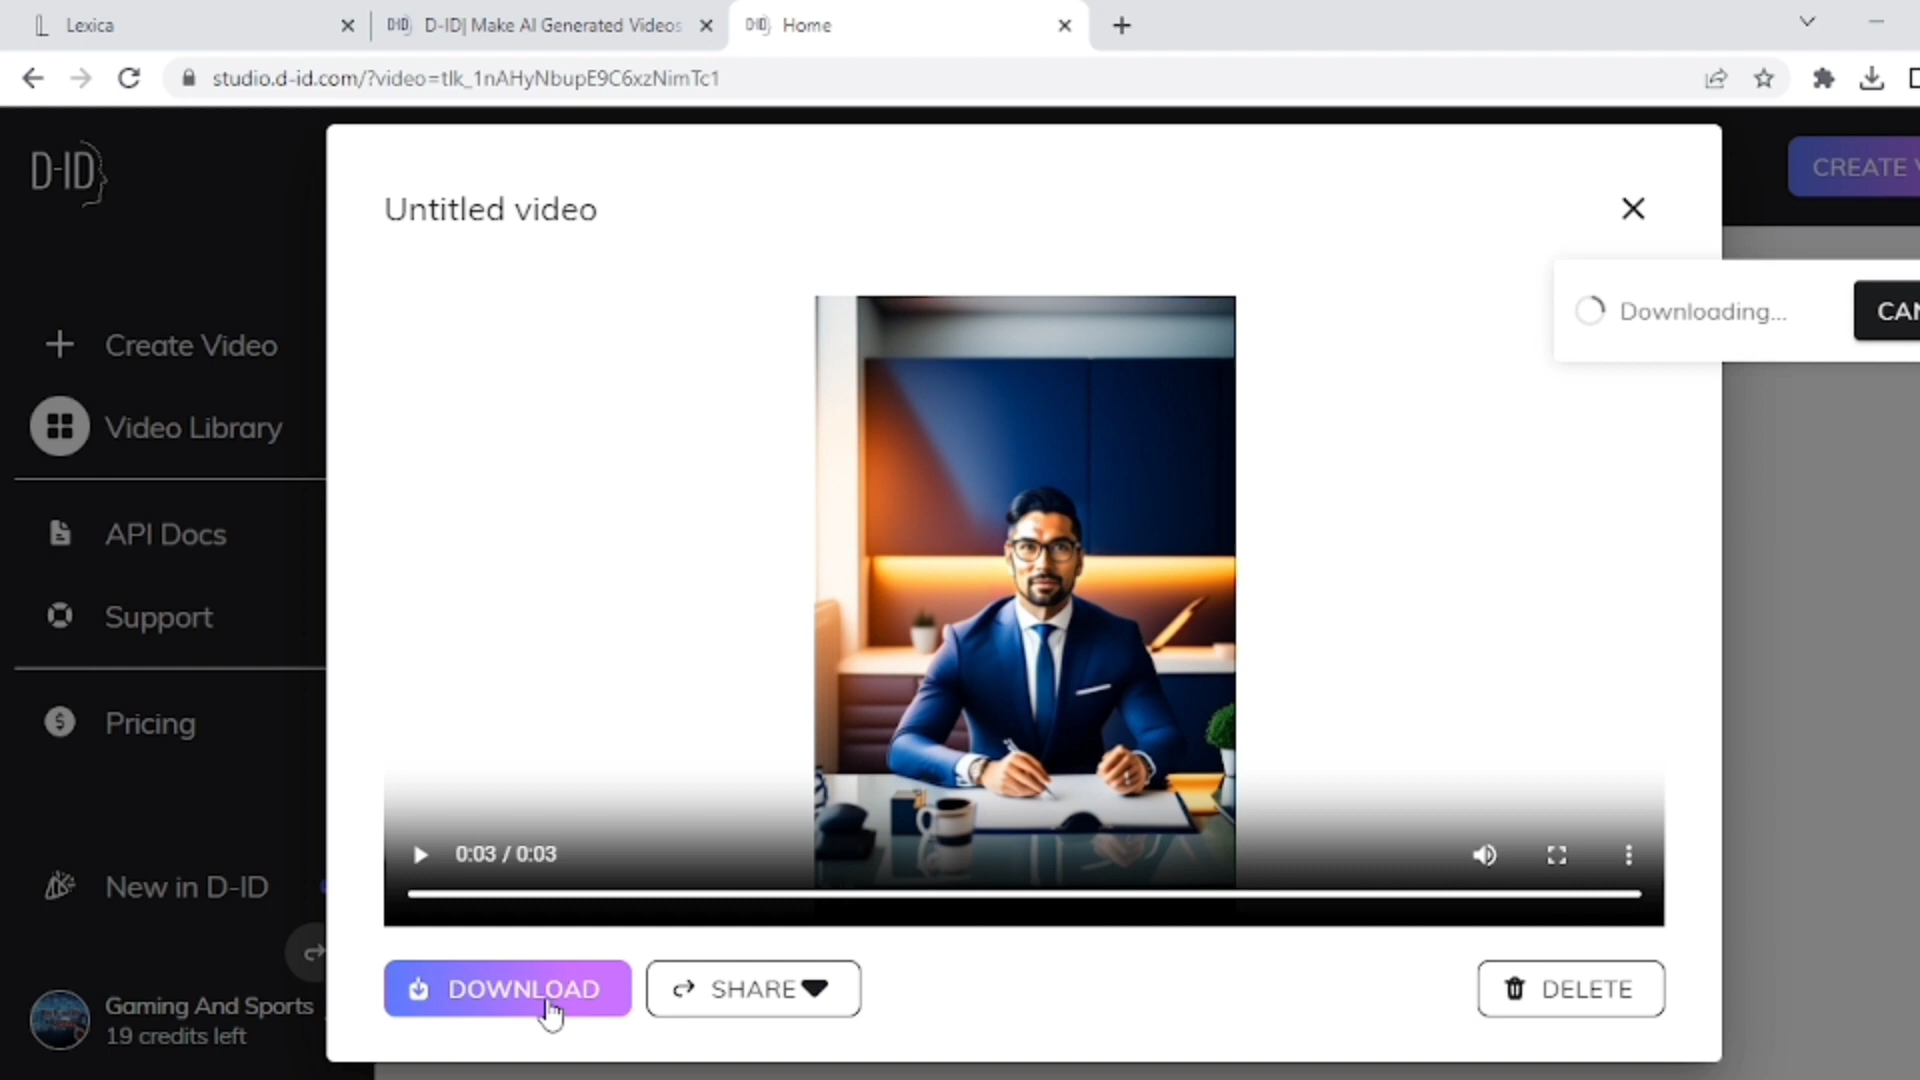 Lexica
D-ID
D-ID| Make AI Generated Videos
D-ID
Home
studio.d-id.com/?video=tlk_1nAHyNbupE9C6xzNimTc1
D-ID
CREATE
Untitled video
Downloading...
CAN
Create Video
Video Library
API Docs
Support
Pricing
New in D-ID
Gaming And Sports
19 credits left
0:03 / 0:03
DOWNLOAD
SHARE
DELETE